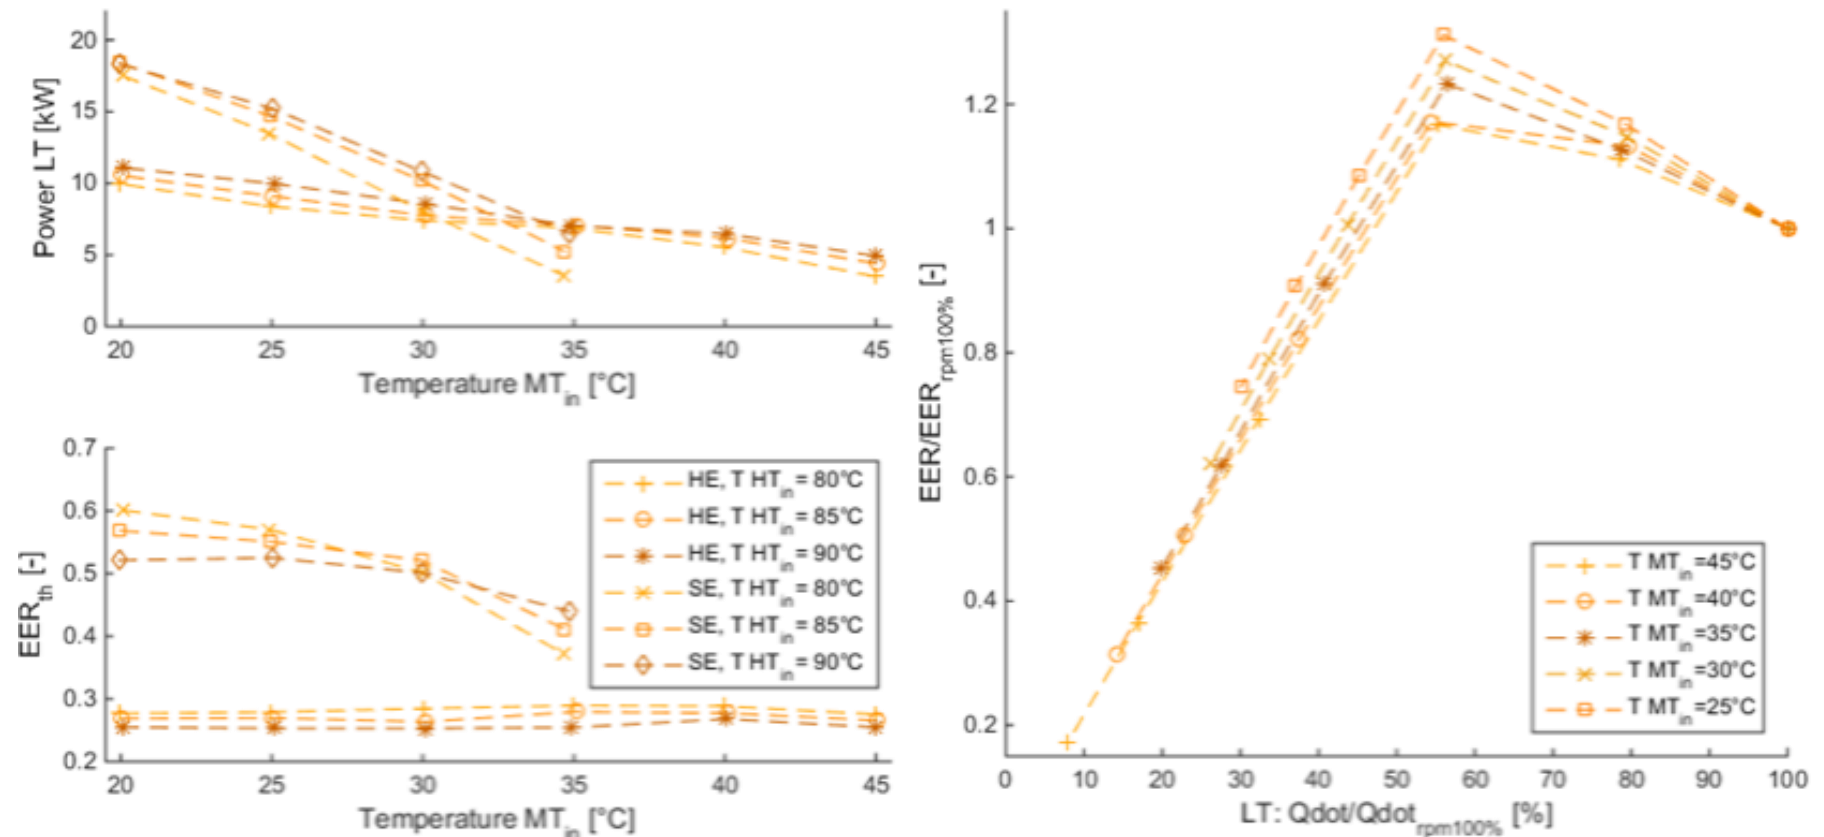 Power LT [kW]
20
15
10
5
0
20 25 30 35 40 45
Temperature MT_in [°C]
EER_th [-]
0.7
0.6
0.5
0.4
0.3
0.2
HE, T HT_in = 80°C
HE, T HT_in = 85°C
HE, T HT_in = 90°C
SE, T HT_in = 80°C
SE, T HT_in = 85°C
SE, T HT_in = 90°C
20 25 30 35 40 45
Temperature MT_in [°C]
EER/EER_rpm100% [-]
1.2
1
0.8
0.6
0.4
0.2
T MT_in=45°C
T MT_in=40°C
T MT_in=35°C
T MT_in=30°C
T MT_in=25°C
0 10 20 30 40 50 60 70 80 90 100
LT: Qdot/Qdot_rpm100% [%]